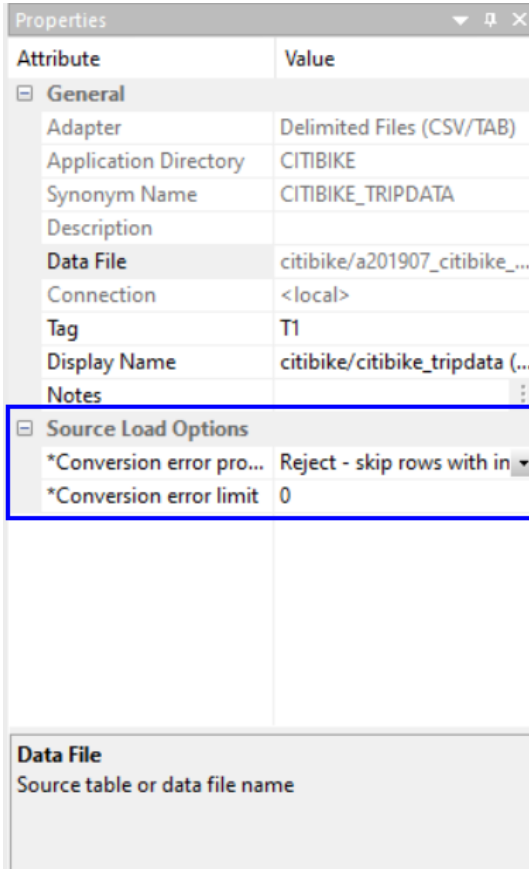 Properties
Attribute Value
General
Adapter Delimited Files (CSV/TAB)
Application Directory CITIBIKE
Synonym Name CITIBIKE_TRIPDATA
Description
Data File citibike/a201907_citibike_...
Connection <local>
Tag T1
Display Name citibike/citibike_tripdata (...
Notes
Source Load Options
*Conversion error pro... Reject - skip rows with in
*Conversion error limit 0
Data File
Source table or data file name